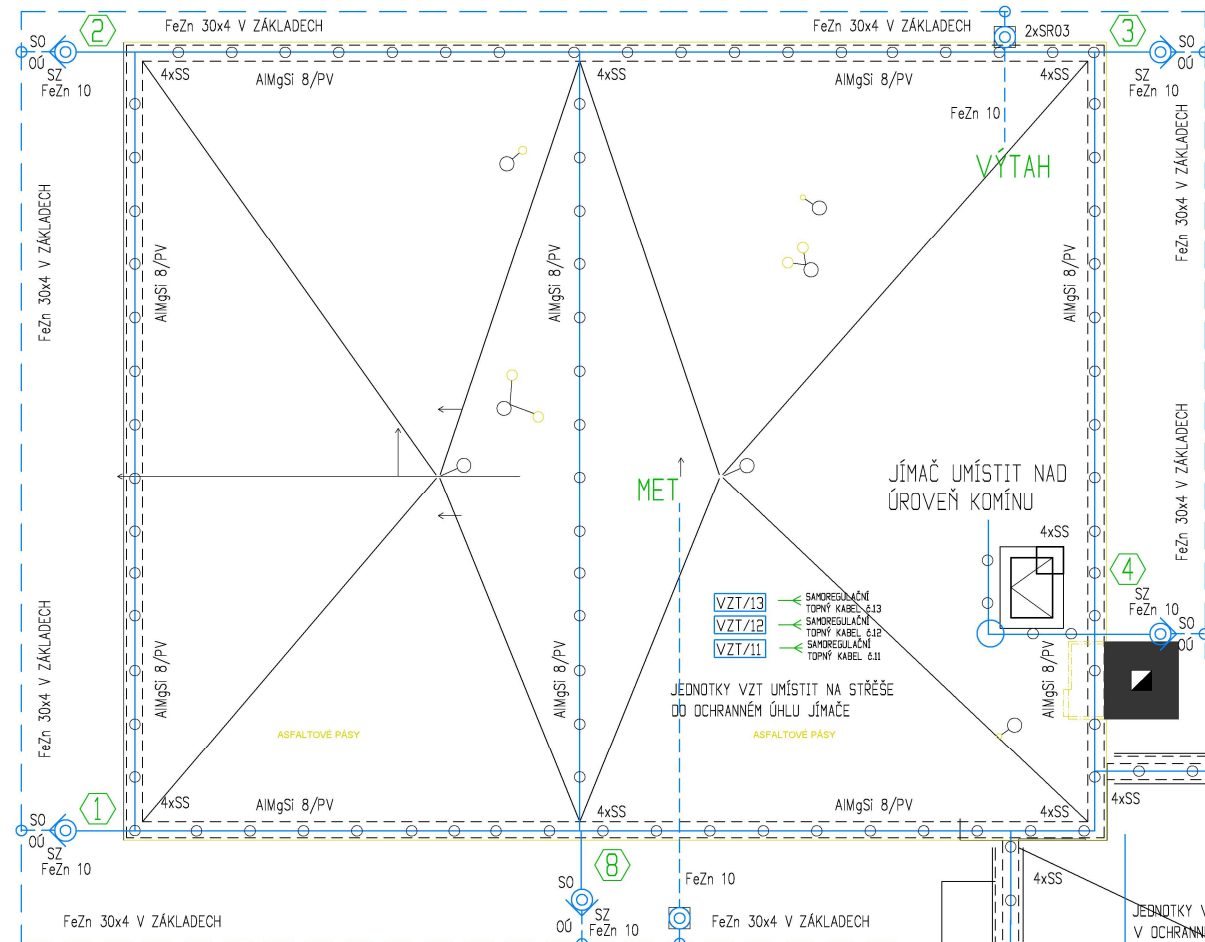 FeZn 30x4 V ZÁKLADECH
FeZn 30x4 V ZÁKLADECH
2
3
2xSR03
SO
OÚ
SZ
FeZn 10
4xSS
AlMgSi 8/PV
4xSS
AlMgSi 8/PV
4xSS
SO
OÚ
SZ
FeZn 10
FeZn 10
VÝTAH
FeZn 30x4 V ZÁKLADECH
AlMgSi 8/PV
AlMgSi 8/PV
AlMgSi 8/PV
FeZn 30x4 V ZÁKLADECH
MET
JÍMAČ UMÍSTIT NAD
ÚROVEŇ KOMÍNU
4xSS
FeZn 30x4 V ZÁKLADECH
4
SZ
FeZn 10
SO
OÚ
VZT/13
SAMOREGULAČNÍ
TOPNÝ KABEL č.13
VZT/12
SAMOREGULAČNÍ
TOPNÝ KABEL č.12
VZT/11
SAMOREGULAČNÍ
TOPNÝ KABEL č.11
FeZn 30x4 V ZÁKLADECH
AlMgSi 8/PV
AlMgSi 8/PV
AlMgSi 8/PV
JEDNOTKY VZT UMÍSTIT NA STŘEŠE
DO OCHRANNÉM ÚHLU JÍMAČE
ASFALTOVÉ PÁSY
ASFALTOVÉ PÁSY
1
SO
OÚ
SZ
FeZn 10
4xSS
AlMgSi 8/PV
4xSS
AlMgSi 8/PV
4xSS
4xSS
8
SO
OÚ
SZ
FeZn 10
FeZn 10
4xSS
FeZn 30x4 V ZÁKLADECH
FeZn 30x4 V ZÁKLADECH
JEDNOTKY V
V OCHRANN